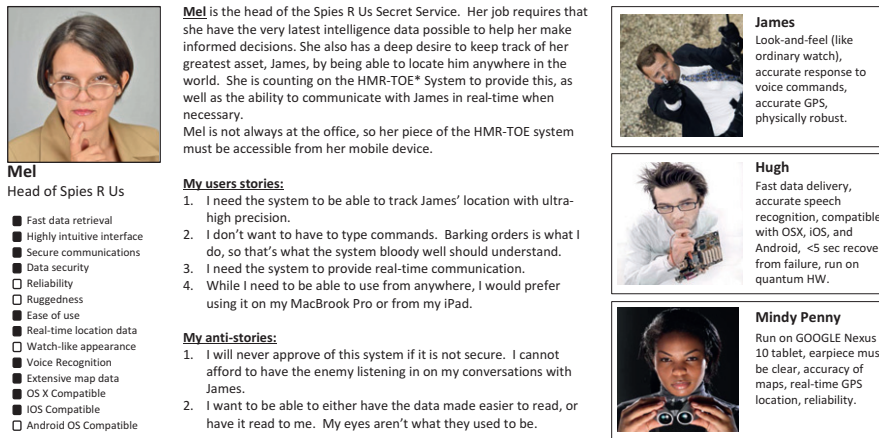 Mel
Head of Spies R Us
Fast data retrieval
Highly intuitive interface
Secure communications
Data security
Reliability
Ruggedness
Ease of use
Real-time location data
Watch-like appearance
Voice Recognition
Extensive map data
OS X Compatible
IOS Compatible
Android OS Compatible
Mel is the head of the Spies R Us Secret Service. Her job requires that
she have the very latest intelligence data possible to help her make
informed decisions. She also has a deep desire to keep track of her
greatest asset, James, by being able to locate him anywhere in the
world. She is counting on the HMR-TOE* System to provide this, as
well as the ability to communicate with James in real-time when
necessary.
Mel is not always at the office, so her piece of the HMR-TOE system
must be accessible from her mobile device.
My users stories:
1. I need the system to be able to track James' location with ultra-
high precision.
2. I don't want to have to type commands. Barking orders is what I
do, so that's what the system bloody well should understand.
3. I need the system to provide real-time communication.
4. While I need to be able to use from anywhere, I would prefer
using it on my MacBrook Pro or from my iPad.
My anti-stories:
1. I will never approve of this system if it is not secure. I cannot
afford to have the enemy listening in on my conversations with
James.
2. I want to be able to either have the data made easier to read, or
have it read to me. My eyes aren't what they used to be.
James
Look-and-feel (like
ordinary watch),
accurate response to
voice commands,
accurate GPS,
physically robust.
Hugh
Fast data delivery,
accurate speech
recognition, compatible
with OSX, iOS, and
Android, <5 sec recove
from failure, run on
quantum HW.
Mindy Penny
Run on GOOGLE Nexus
10 tablet, earpiece mus
be clear, accuracy of
maps, real-time GPS
location, reliability.